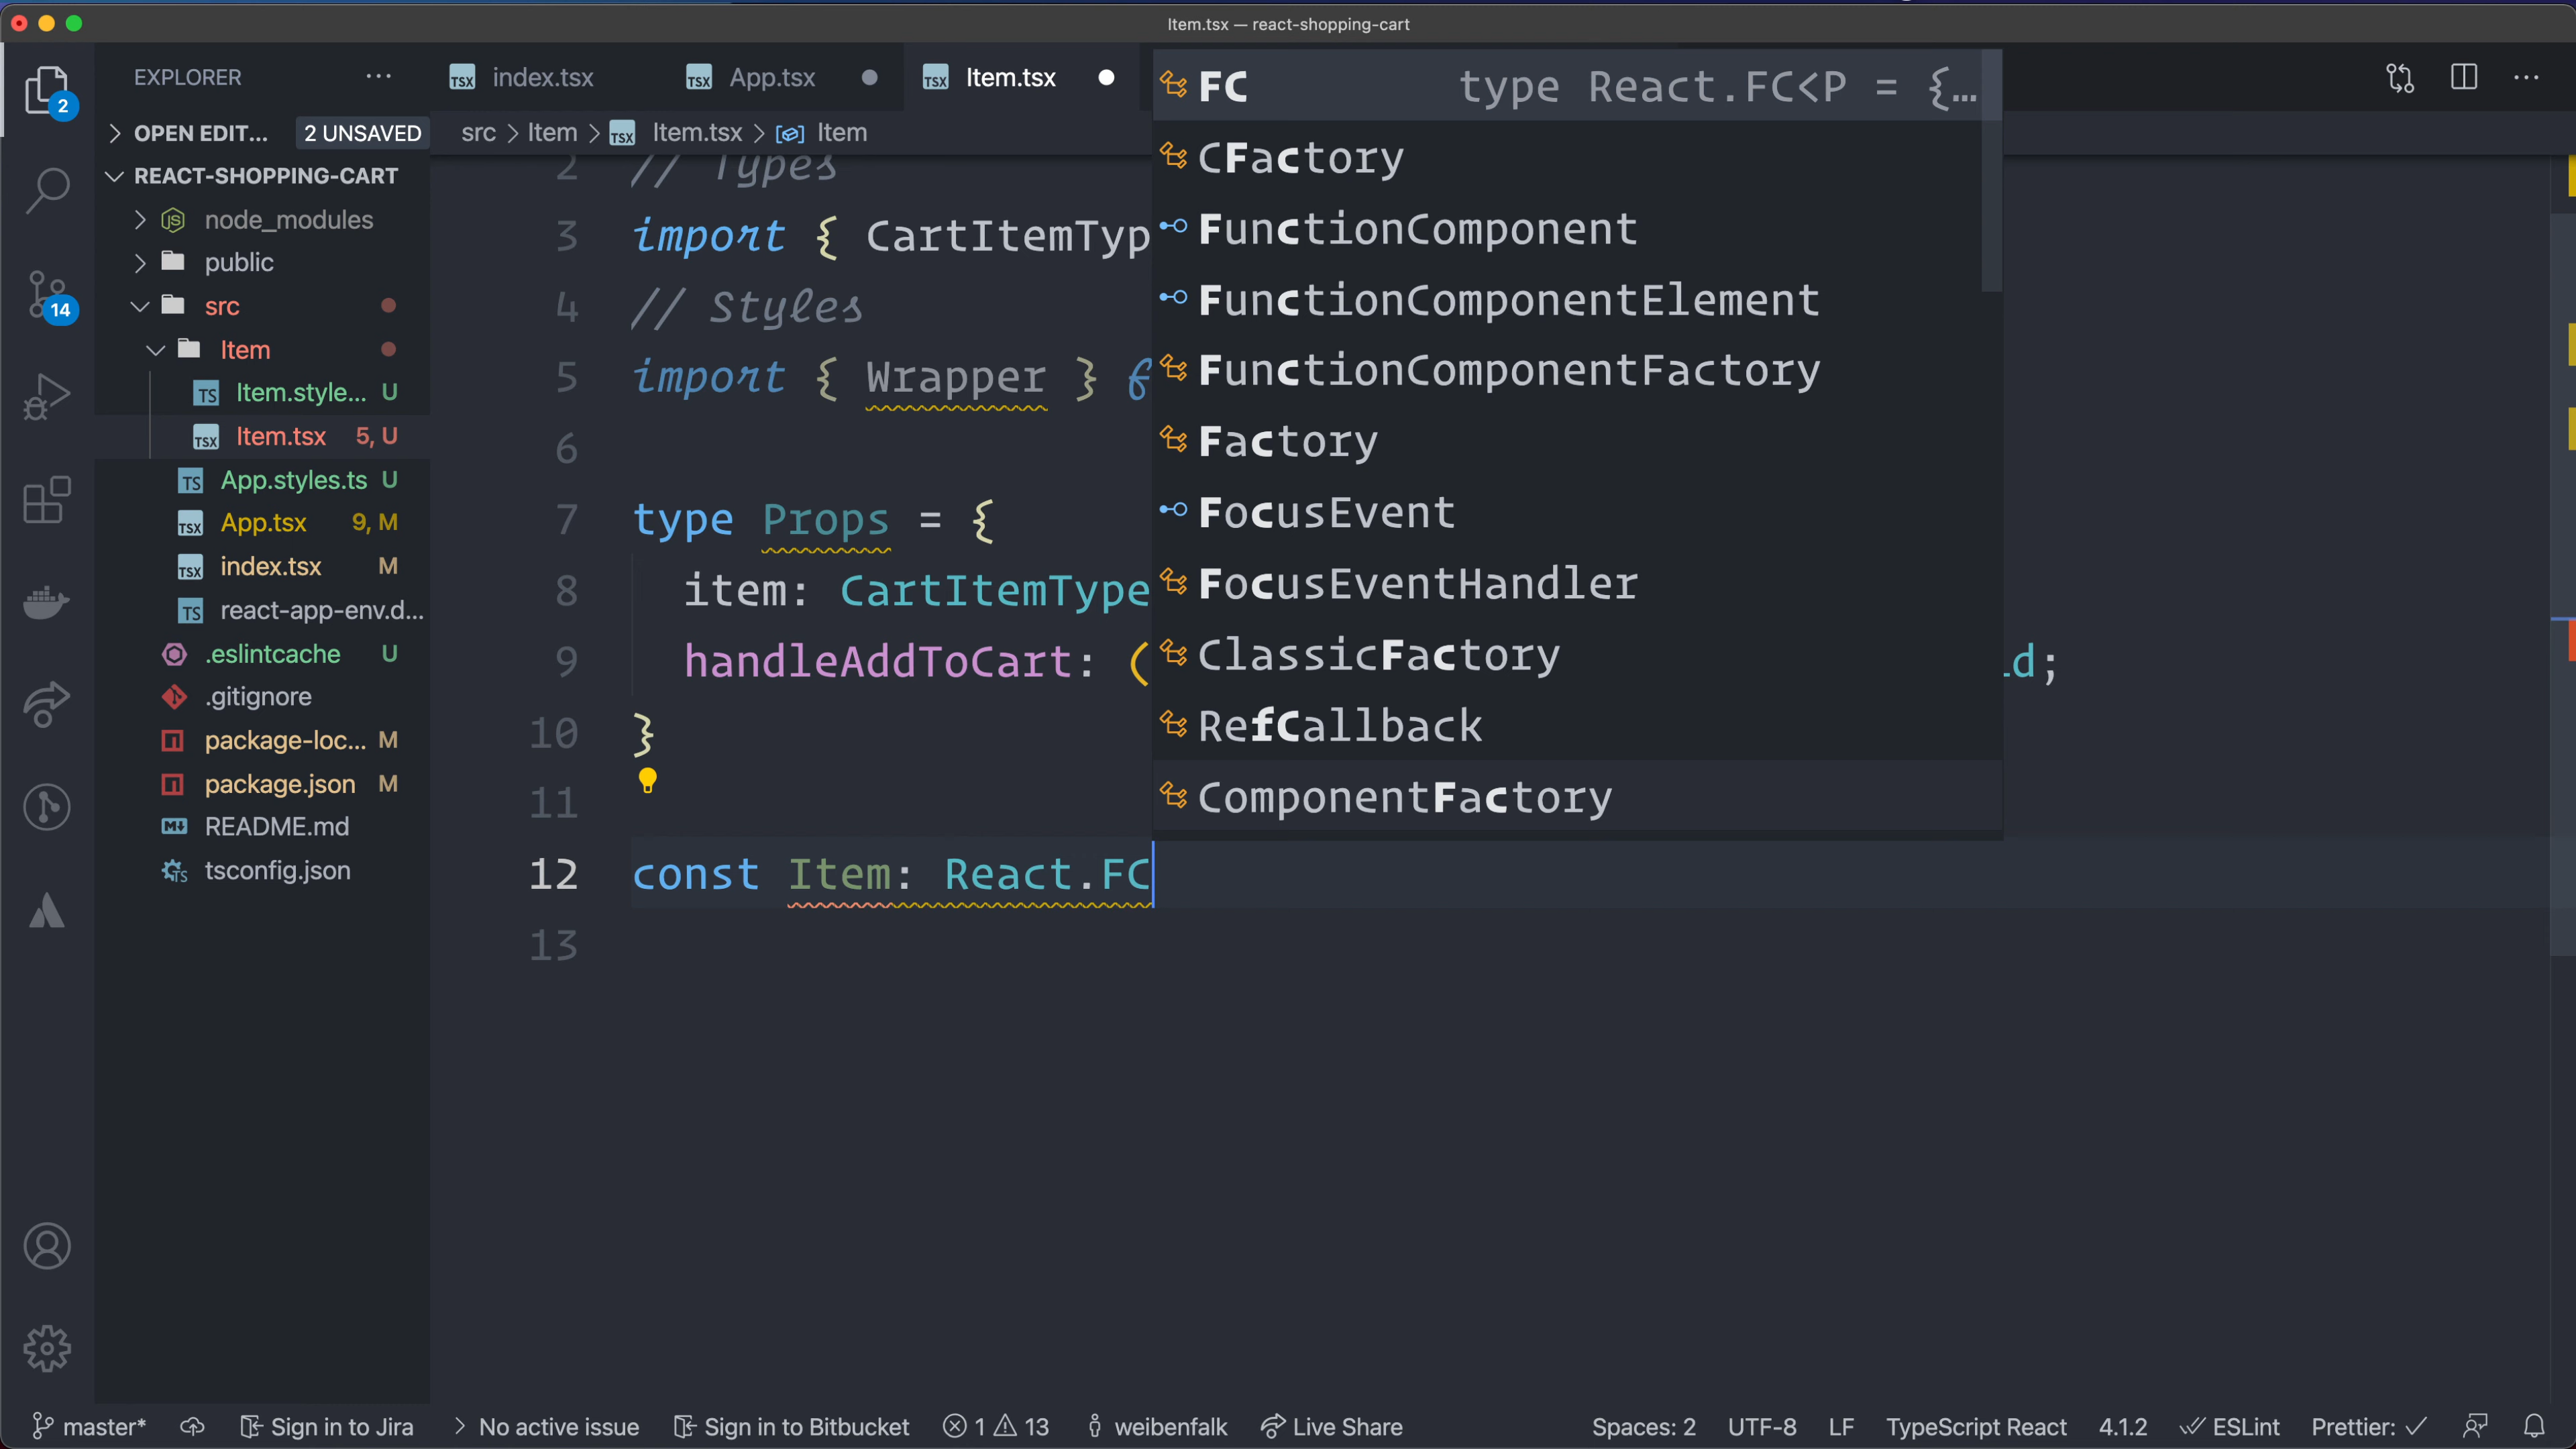 Item.tsx — react-shopping-cart
EXPLORER
index.tsx
App.tsx
Item.tsx
OPEN EDIT... 2 UNSAVED
src > Item > Item.tsx > Item
REACT-SHOPPING-CART
node_modules
public
src
Item
Item.style... U
Item.tsx 5, U
App.styles.ts U
App.tsx 9, M
index.tsx M
react-app-env.d...
.eslintcache U
.gitignore
package-loc... M
package.json M
README.md
tsconfig.json
2
14
2 // Types
3 import { CartItemTyp
4 // Styles
5 import { Wrapper } f
6
7 type Props = {
8 item: CartItemType
9 handleAddToCart: ( d;
10 }
11
12 const Item: React.FC
13
FC type React.FC<P = {…
CFactory
FunctionComponent
FunctionComponentElement
FunctionComponentFactory
Factory
FocusEvent
FocusEventHandler
ClassicFactory
RefCallback
ComponentFactory
master* Sign in to Jira > No active issue Sign in to Bitbucket 1 13 weibenfalk Live Share Spaces: 2 UTF-8 LF TypeScript React 4.1.2 ESLint Prettier: ✓